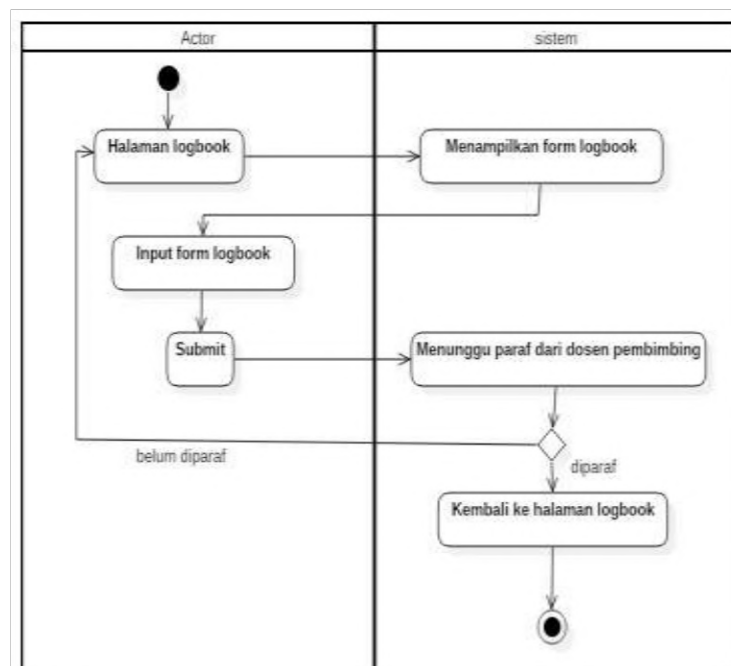 Actor
sistem
Halaman logbook
Menampilkan form logbook
Input form logbook
Submit
Menunggu paraf dari dosen pembimbing
belum diparaf
diparaf
Kembali ke halaman logbook